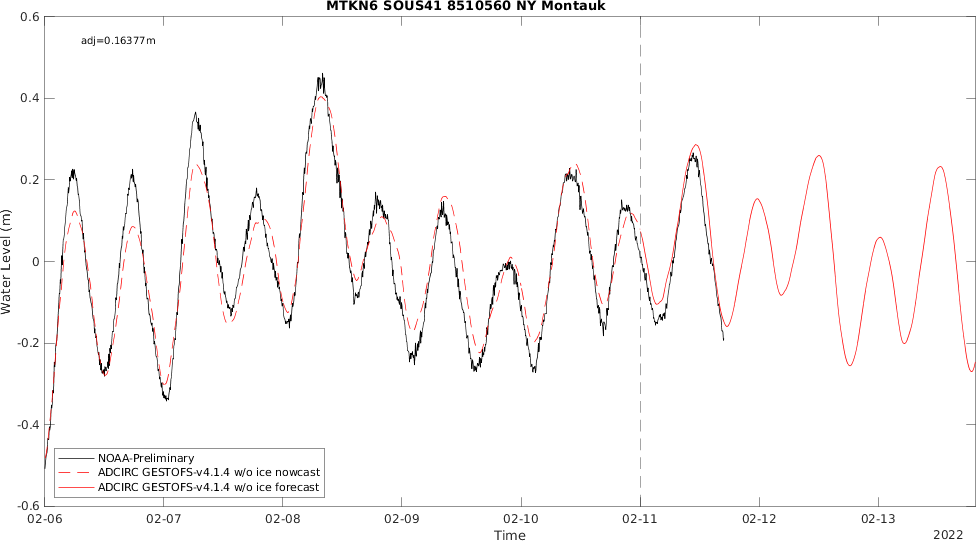 MTKN6 SOUS41 8510560 NY Montauk
adj=0.16377m
Water Level (m)
0.6
0.4
0.2
0
-0.2
-0.4
-0.6
NOAA-Preliminary
ADCIRC GESTOFS-v4.1.4 w/o ice nowcast
ADCIRC GESTOFS-v4.1.4 w/o ice forecast
02-06 02-07 02-08 02-09 02-10 02-11 02-12 02-13
Time
2022